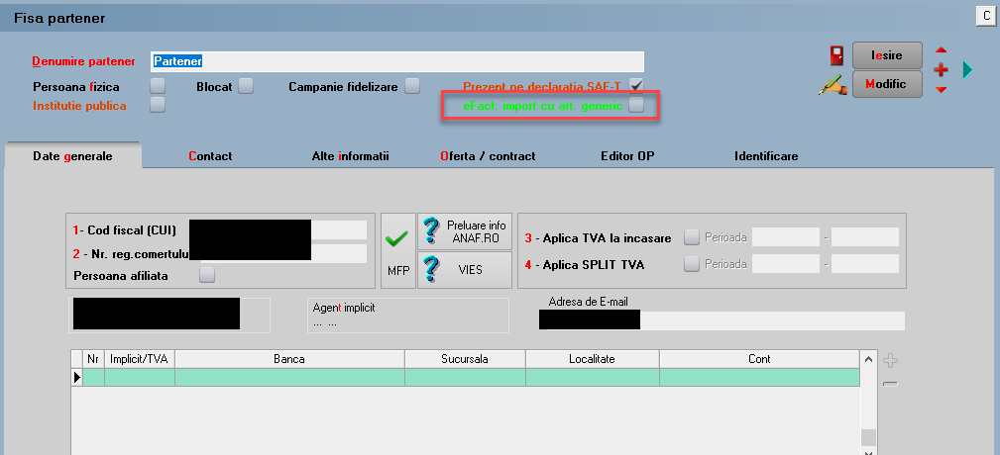 Fisa partener
C
Denumire partener
Partener
Iesire
Persoana fizica
Blocat
Campanie fidelizare
Prezent pe declaratia SAF-T
Modific
Institutie publica
eFact: import cu art. generic
Date generale
Contact
Alte informatii
Oferta / contract
Editor OP
Identificare
1- Cod fiscal (CUI)
2 - Nr. reg.comertulu
Persoana afiliata
MFP
Preluare info
ANAF.RO
VIES
3 - Aplica TVA la incasare
Perioada
-
4 - Aplica SPLIT TVA
Perioada
-
Agent implicit
... ...
Adresa de E-mail
Nr
Implicit/TVA
Banca
Sucursala
Localitate
Cont